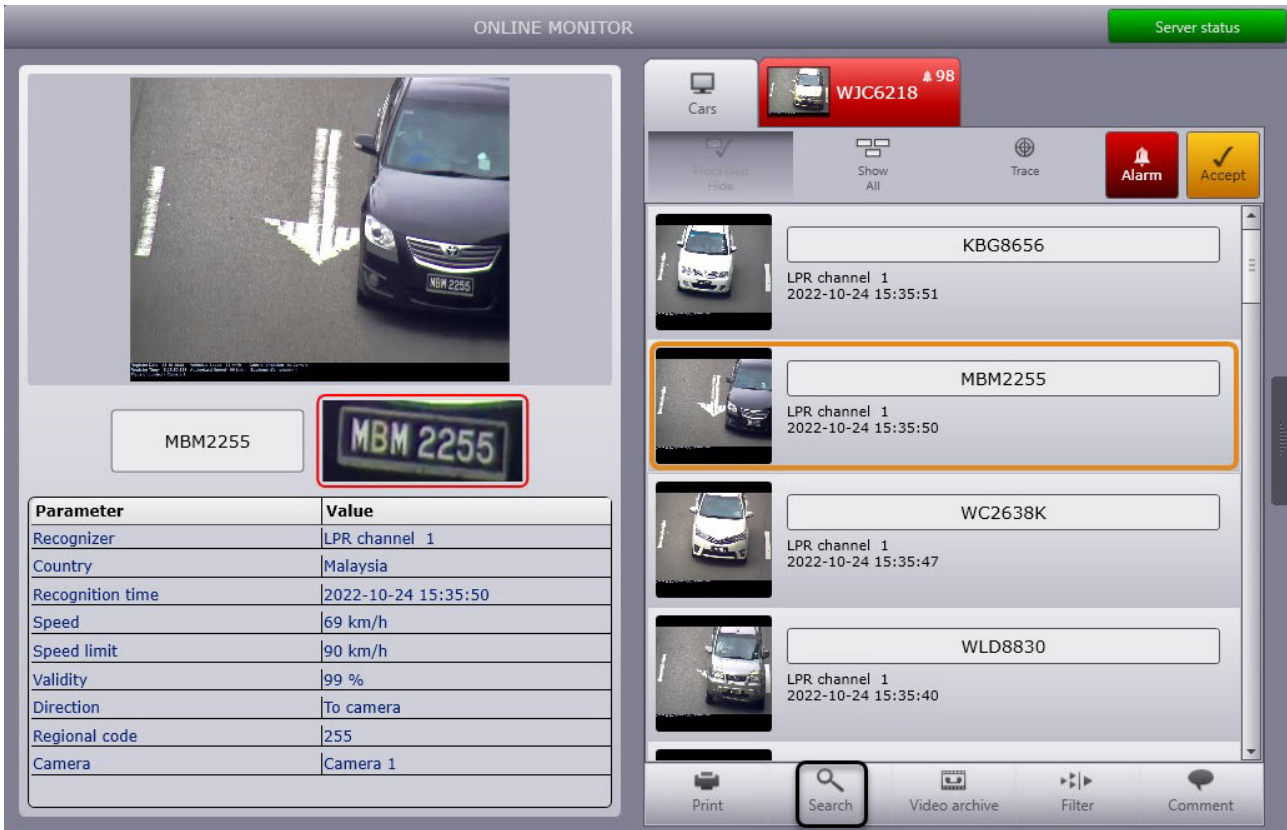 ONLINE MONITOR
Server status
MBM 2255
MBM2255
MBM 2255
Parameter Value
Recognizer LPR channel 1
Country Malaysia
Recognition time 2022-10-24 15:35:50
Speed 69 km/h
Speed limit 90 km/h
Validity 99 %
Direction To camera
Regional code 255
Camera Camera 1
Cars
WJC6218
98
Processed
Hide
Show
All
Trace
Alarm
Accept
KBG8656
LPR channel 1
2022-10-24 15:35:51
MBM2255
LPR channel 1
2022-10-24 15:35:50
WC2638K
LPR channel 1
2022-10-24 15:35:47
WLD8830
LPR channel 1
2022-10-24 15:35:40
Print
Search
Video archive
Filter
Comment